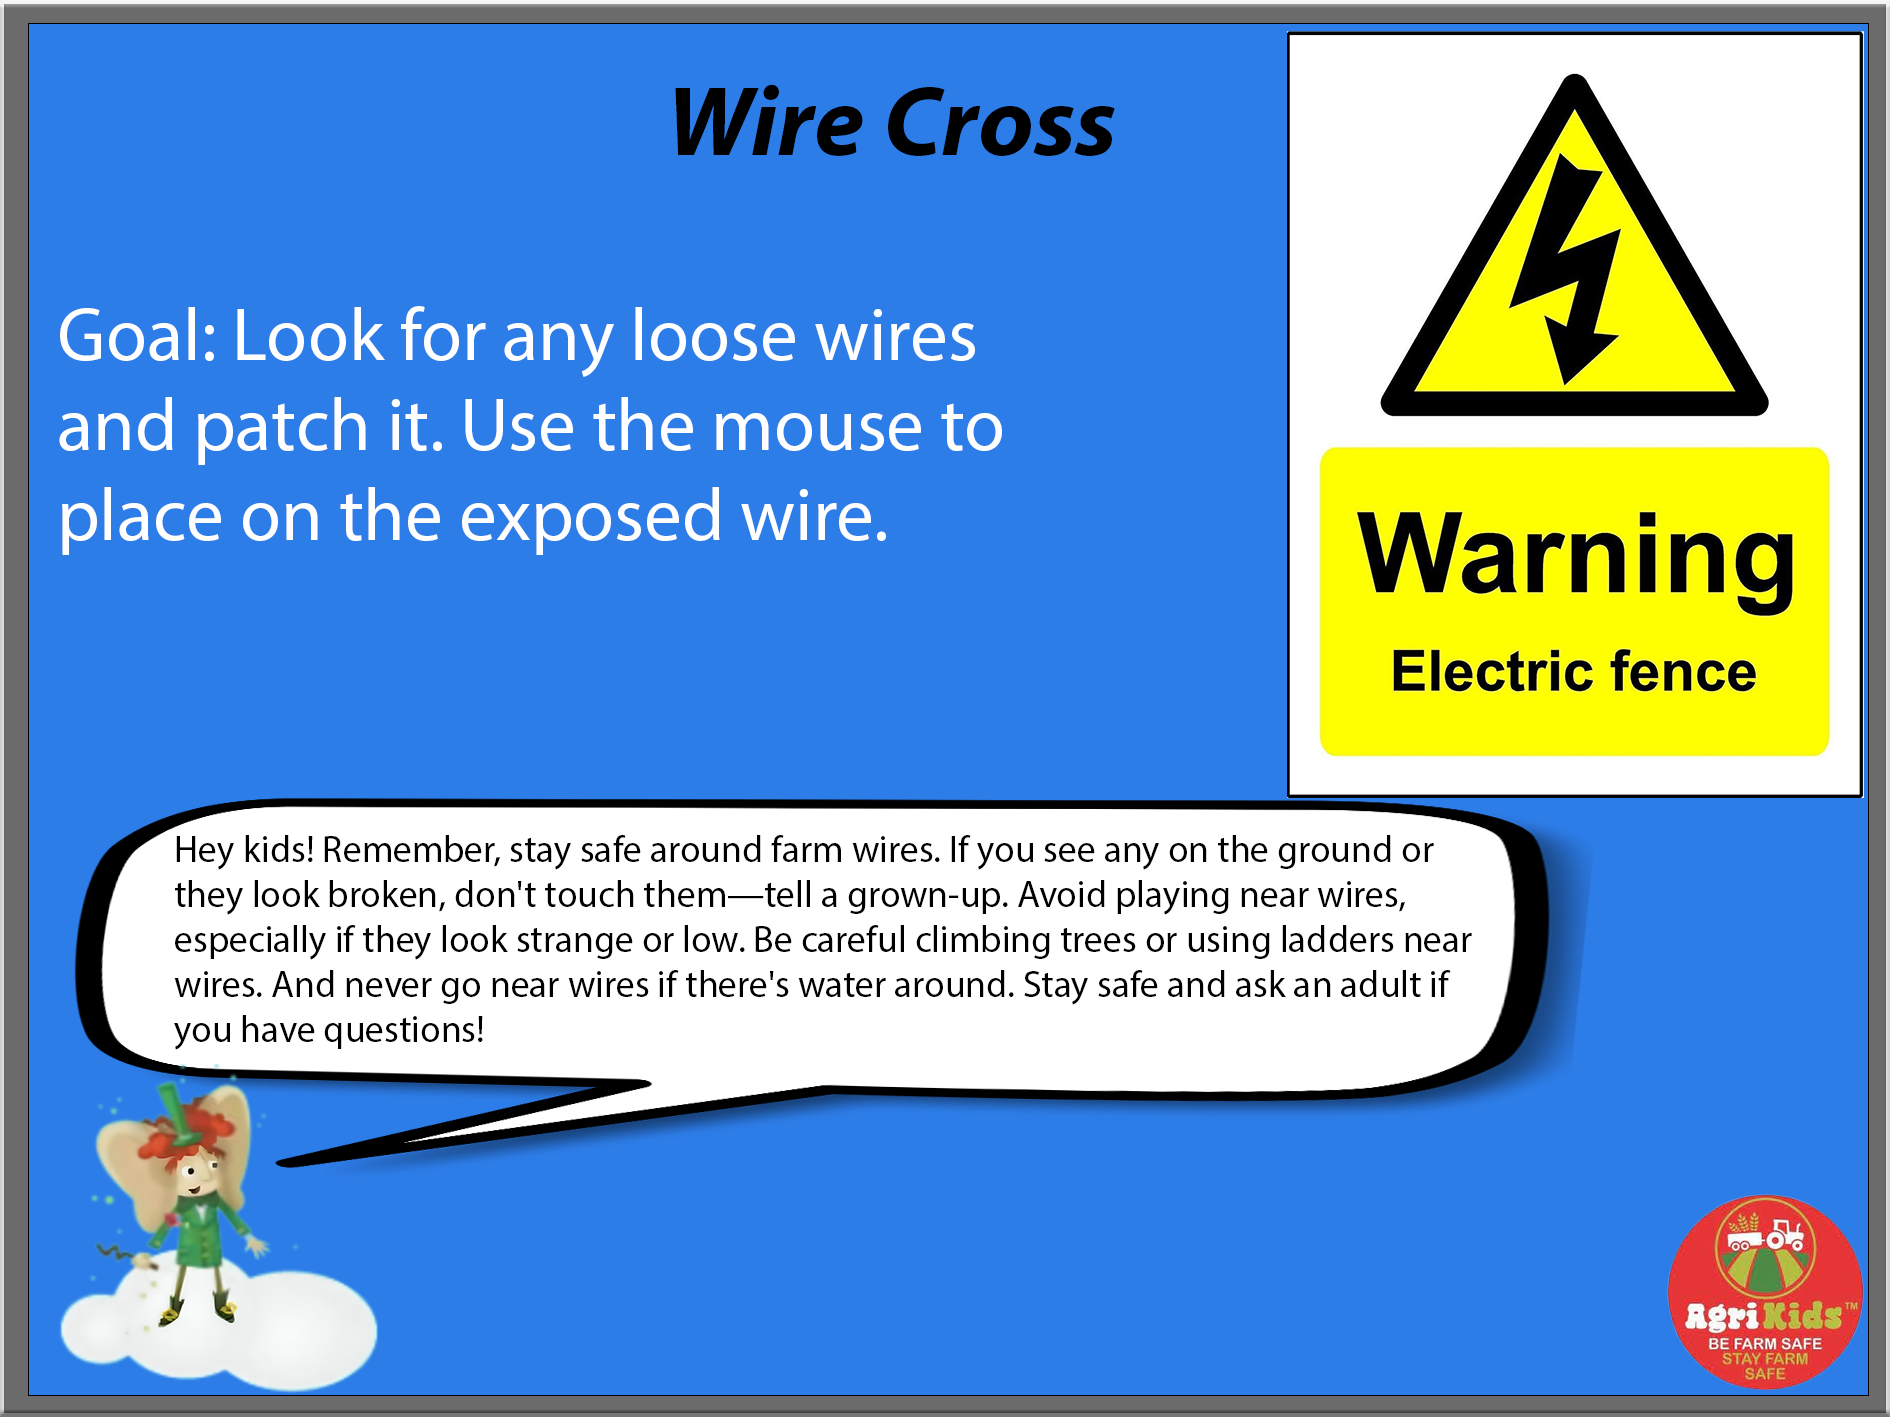 Wire Cross
Goal: Look for any loose wires
and patch it. Use the mouse to
place on the exposed wire.
Warning
Electric fence
Hey kids! Remember, stay safe around farm wires. If you see any on the ground or
they look broken, don't touch them—tell a grown-up. Avoid playing near wires,
especially if they look strange or low. Be careful climbing trees or using ladders near
wires. And never go near wires if there's water around. Stay safe and ask an adult if
you have questions!
AgriKids™
BE FARM SAFE
STAY FARM
SAFE